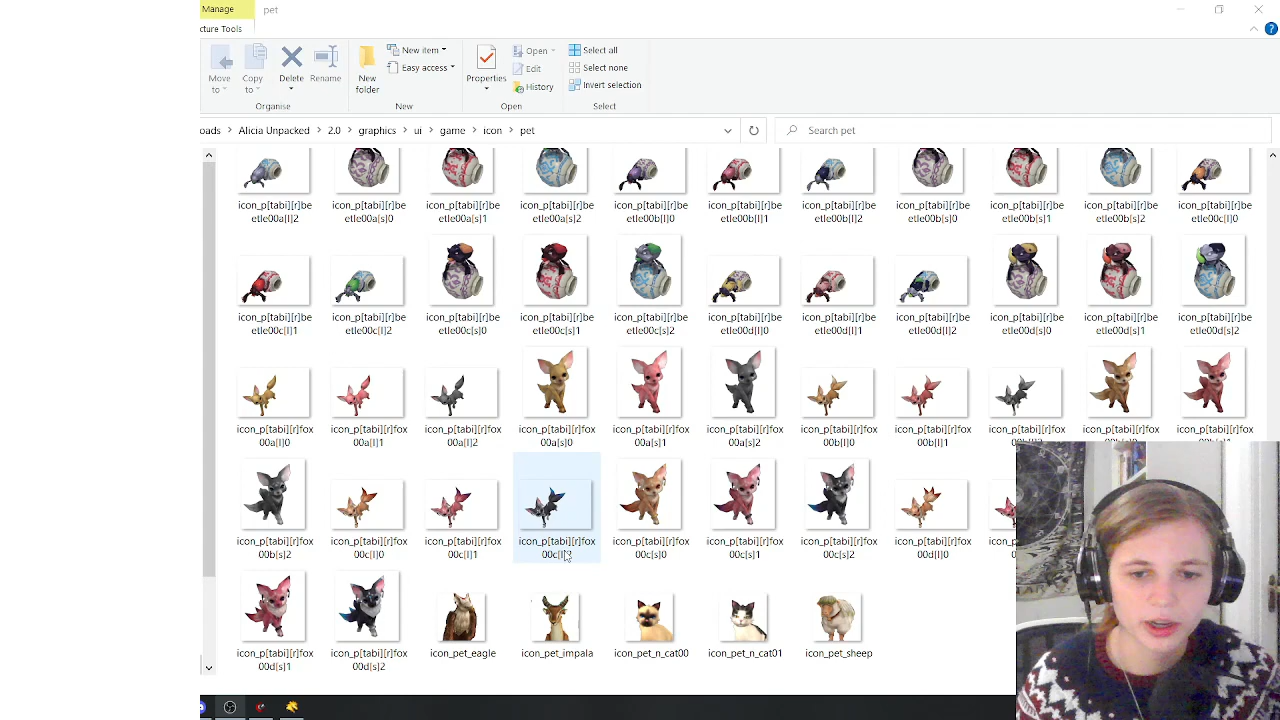 Manage pet
cture Tools
Move to Copy to Delete Rename New folder New item Easy access Properties Open Edit History Select all Select none Invert selection
Organise New Open Select
oads > Alicia Unpacked > 2.0 > graphics > ui > game > icon > pet Search pet
icon_p[tabi][r]be icon_p[tabi][r]be icon_p[tabi][r]be icon_p[tabi][r]be icon_p[tabi][r]be icon_p[tabi][r]be icon_p[tabi][r]be icon_p[tabi][r]be icon_p[tabi][r]be icon_p[tabi][r]be icon_p[tabi][r]be
etle00a[l]2 etle00a[s]0 etle00a[s]1 etle00a[s]2 etle00b[l]0 etle00b[l]1 etle00b[l]2 etle00b[s]0 etle00b[s]1 etle00b[s]2 etle00c[l]0
icon_p[tabi][r]be icon_p[tabi][r]be icon_p[tabi][r]be icon_p[tabi][r]be icon_p[tabi][r]be icon_p[tabi][r]be icon_p[tabi][r]be icon_p[tabi][r]be icon_p[tabi][r]be icon_p[tabi][r]be icon_p[tabi][r]be
etle00c[l]1 etle00c[l]2 etle00c[s]0 etle00c[s]1 etle00c[s]2 etle00d[l]0 etle00d[l]1 etle00d[l]2 etle00d[s]0 etle00d[s]1 etle00d[s]2
icon_p[tabi][r]fox icon_p[tabi][r]fox icon_p[tabi][r]fox icon_p[tabi][r]fox icon_p[tabi][r]fox icon_p[tabi][r]fox icon_p[tabi][r]fox icon_p[tabi][r]fox icon_p[tabi][r]fox icon_p[tabi][r]fox icon_p[tabi][r]fox
00a[l]0 00a[l]1 00a[l]2 00a[s]0 00a[s]1 00a[s]2 00b[l]0 00b[l]1
icon_p[tabi][r]fox icon_p[tabi][r]fox icon_p[tabi][r]fox icon_p[tabi][r]fox icon_p[tabi][r]fox icon_p[tabi][r]fox icon_p[tabi][r]fox icon_p[tabi][r]fox
00b[s]2 00c[l]0 00c[l]1 00c[l]2 00c[s]0 00c[s]1 00c[s]2 00d[l]0
icon_p[tabi][r]fox icon_p[tabi][r]fox icon_pet_eagle icon_pet_impala icon_pet_n_cat00 icon_pet_n_cat01 icon_pet_sheep
00d[s]1 00d[s]2